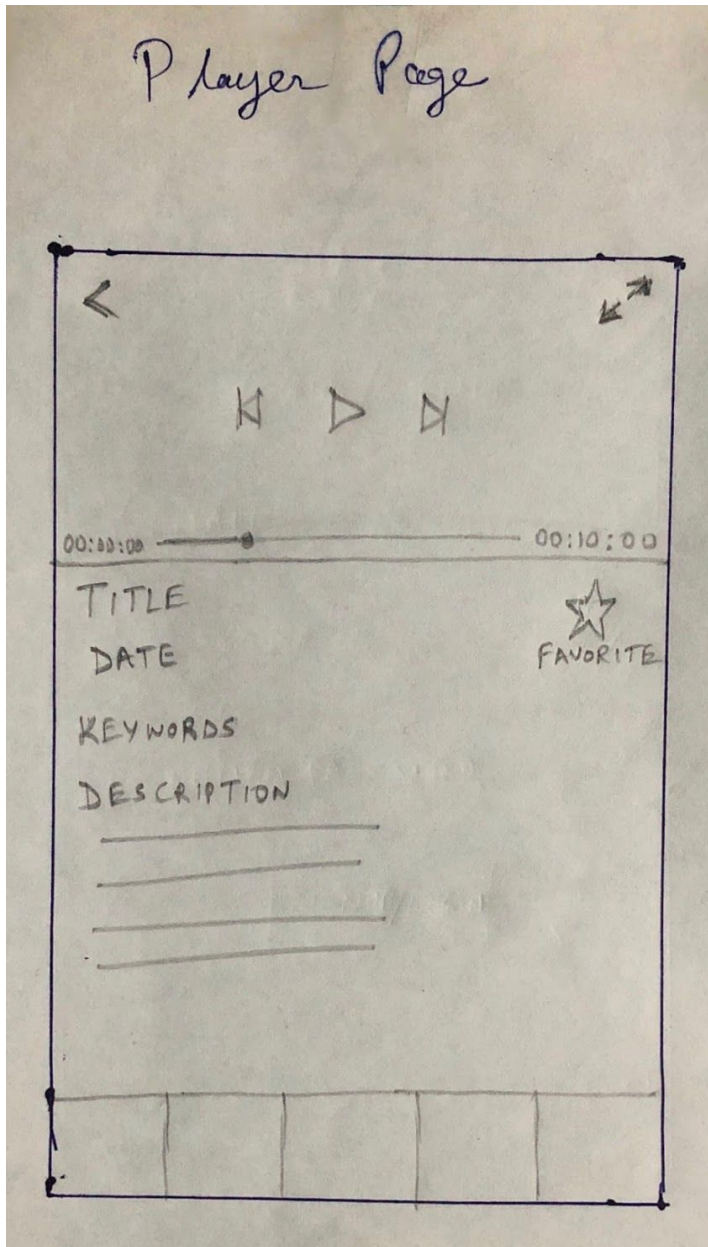 Player Page
00:00:00 00:10:00
TITLE
DATE
FAVORITE
KEYWORDS
DESCRIPTION